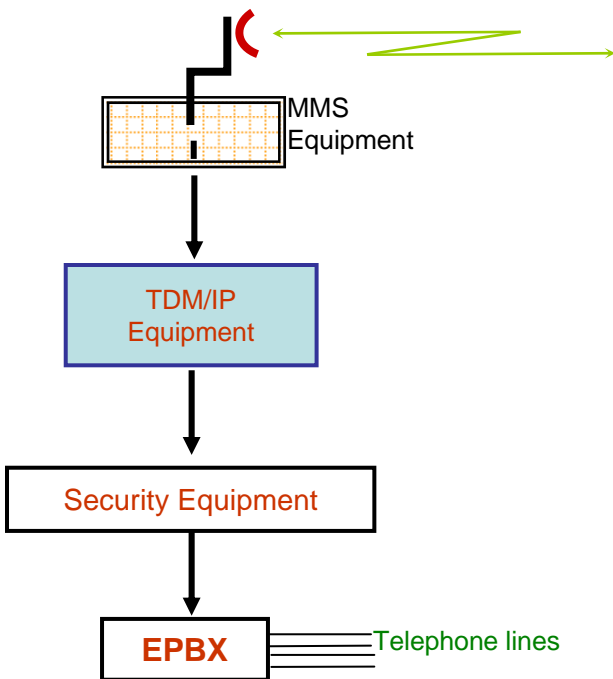 MMS
Equipment
TDM/IP
Equipment
Security Equipment
EPBX
Telephone lines